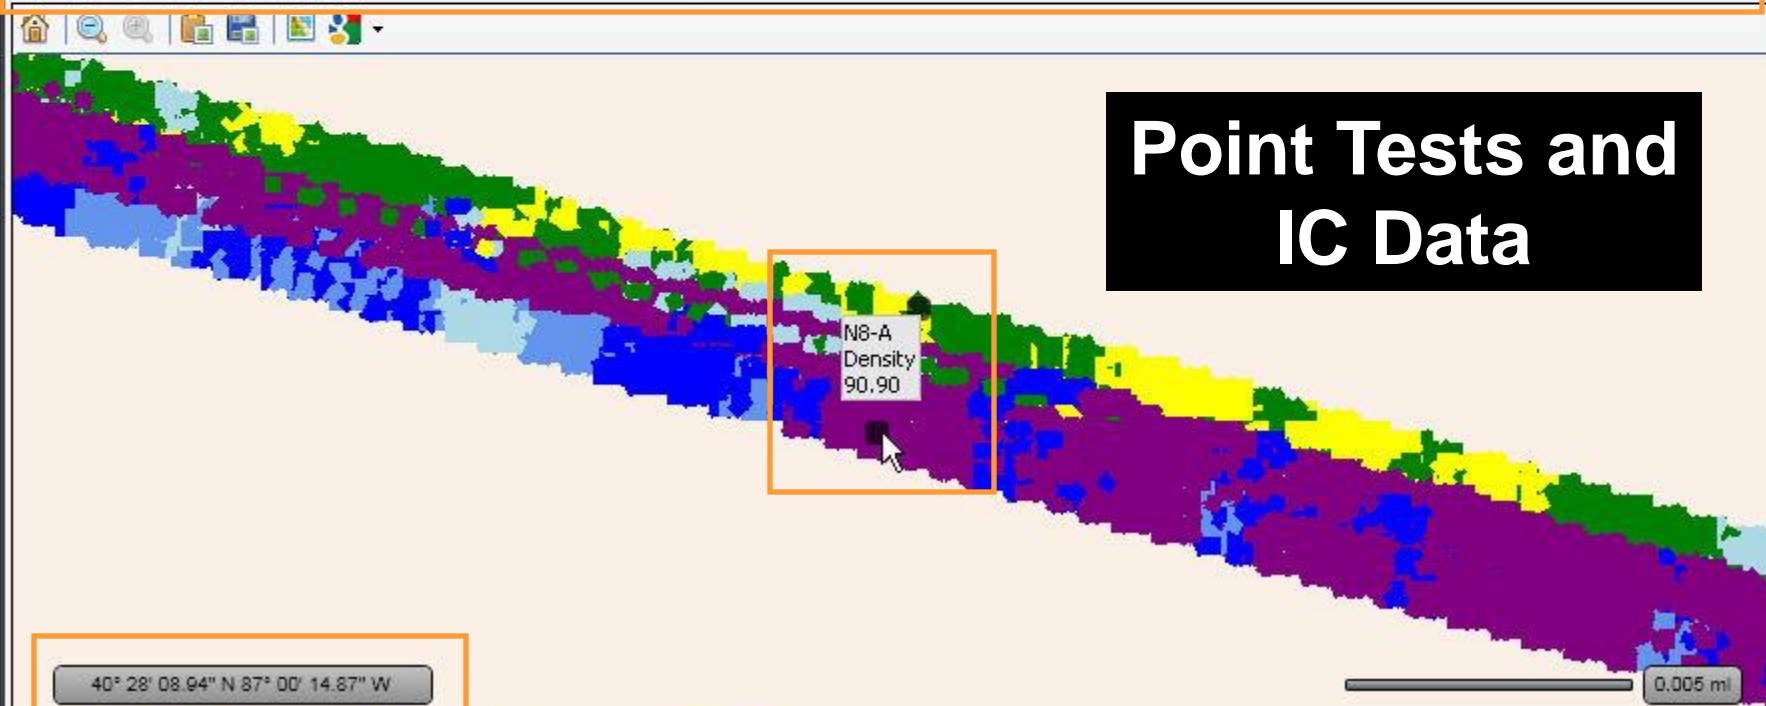 Point Tests and
IC Data
N8-A
Density
90.90
40° 28' 08.94" N 87° 00' 14.87" W
0.005 mi